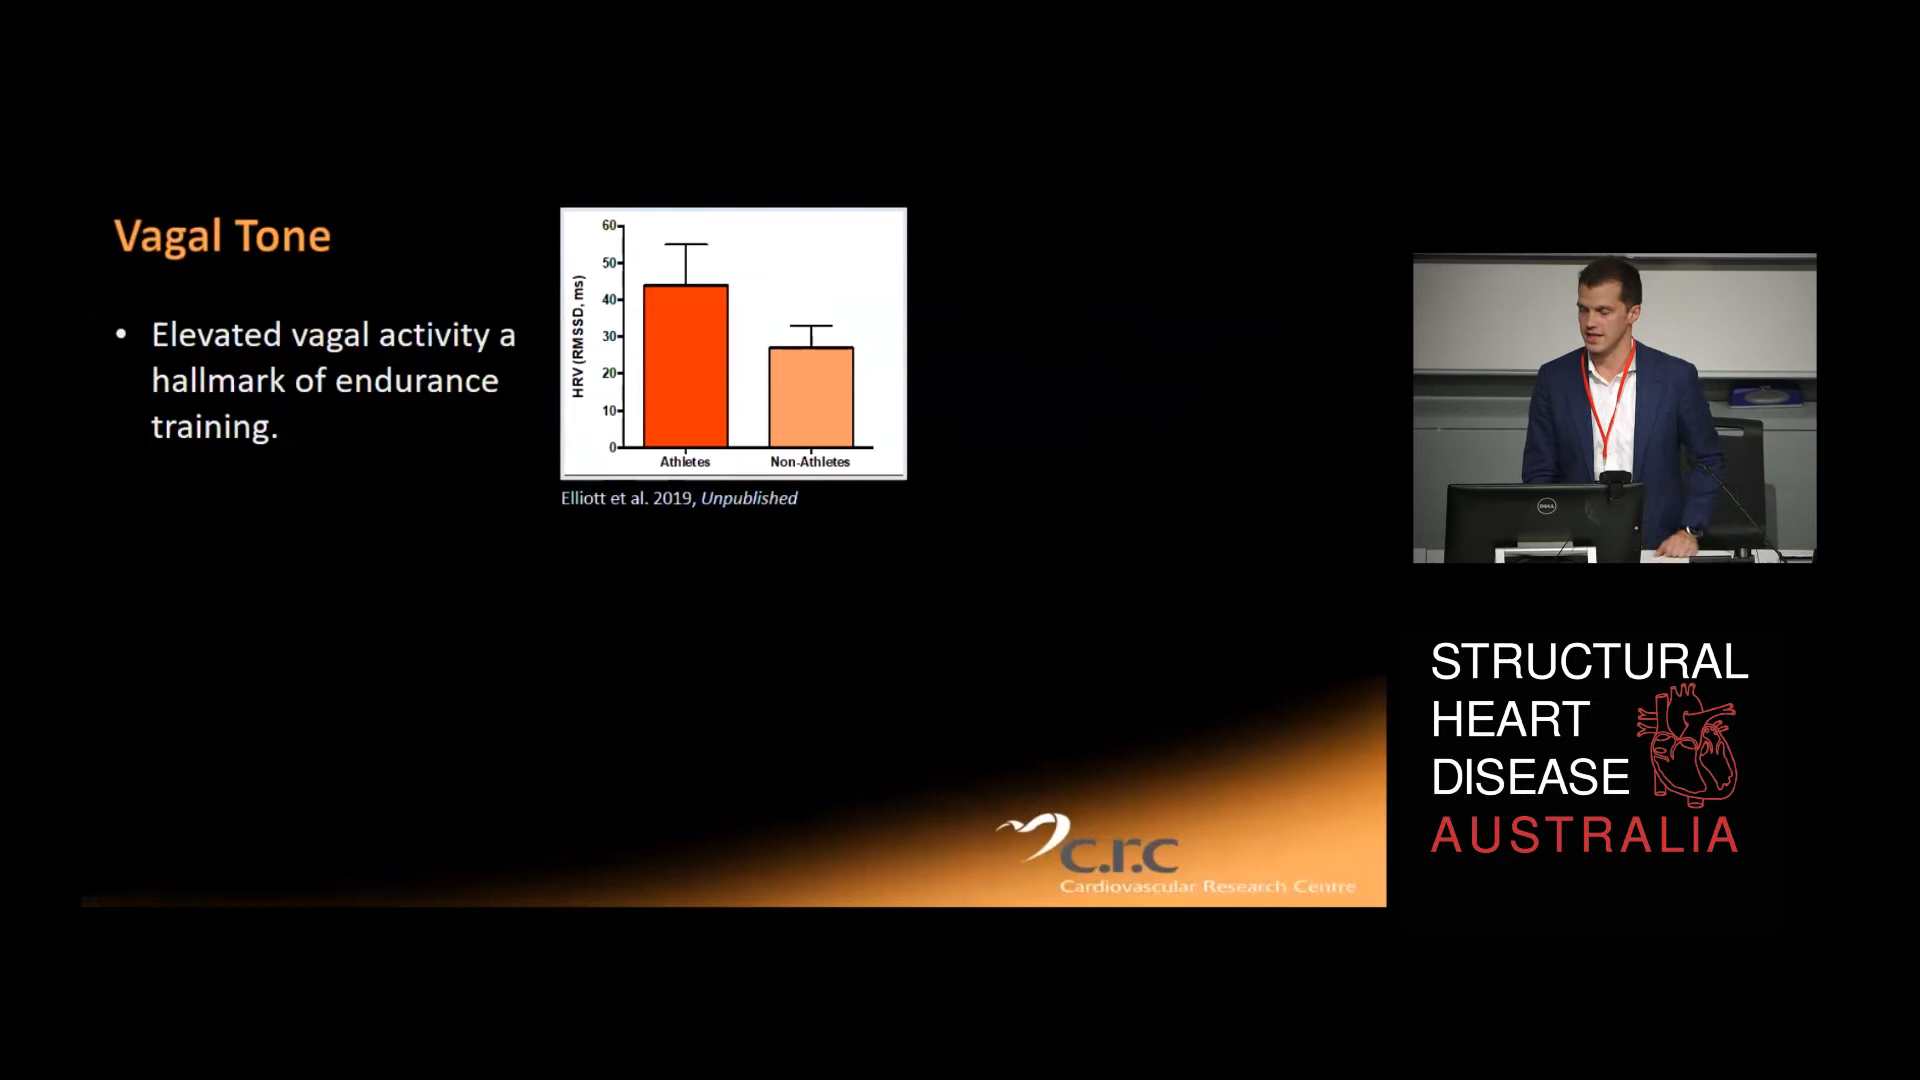 Vagal Tone
• Elevated vagal activity a
hallmark of endurance
training.
60
50
40
30
20
10
0
HRV (RMSSD, ms)
Athletes
Non-Athletes
Elliott et al. 2019, Unpublished
c.r.c
Cardiovascular Research Centre
DELL
STRUCTURAL
HEART
DISEASE
AUSTRALIA